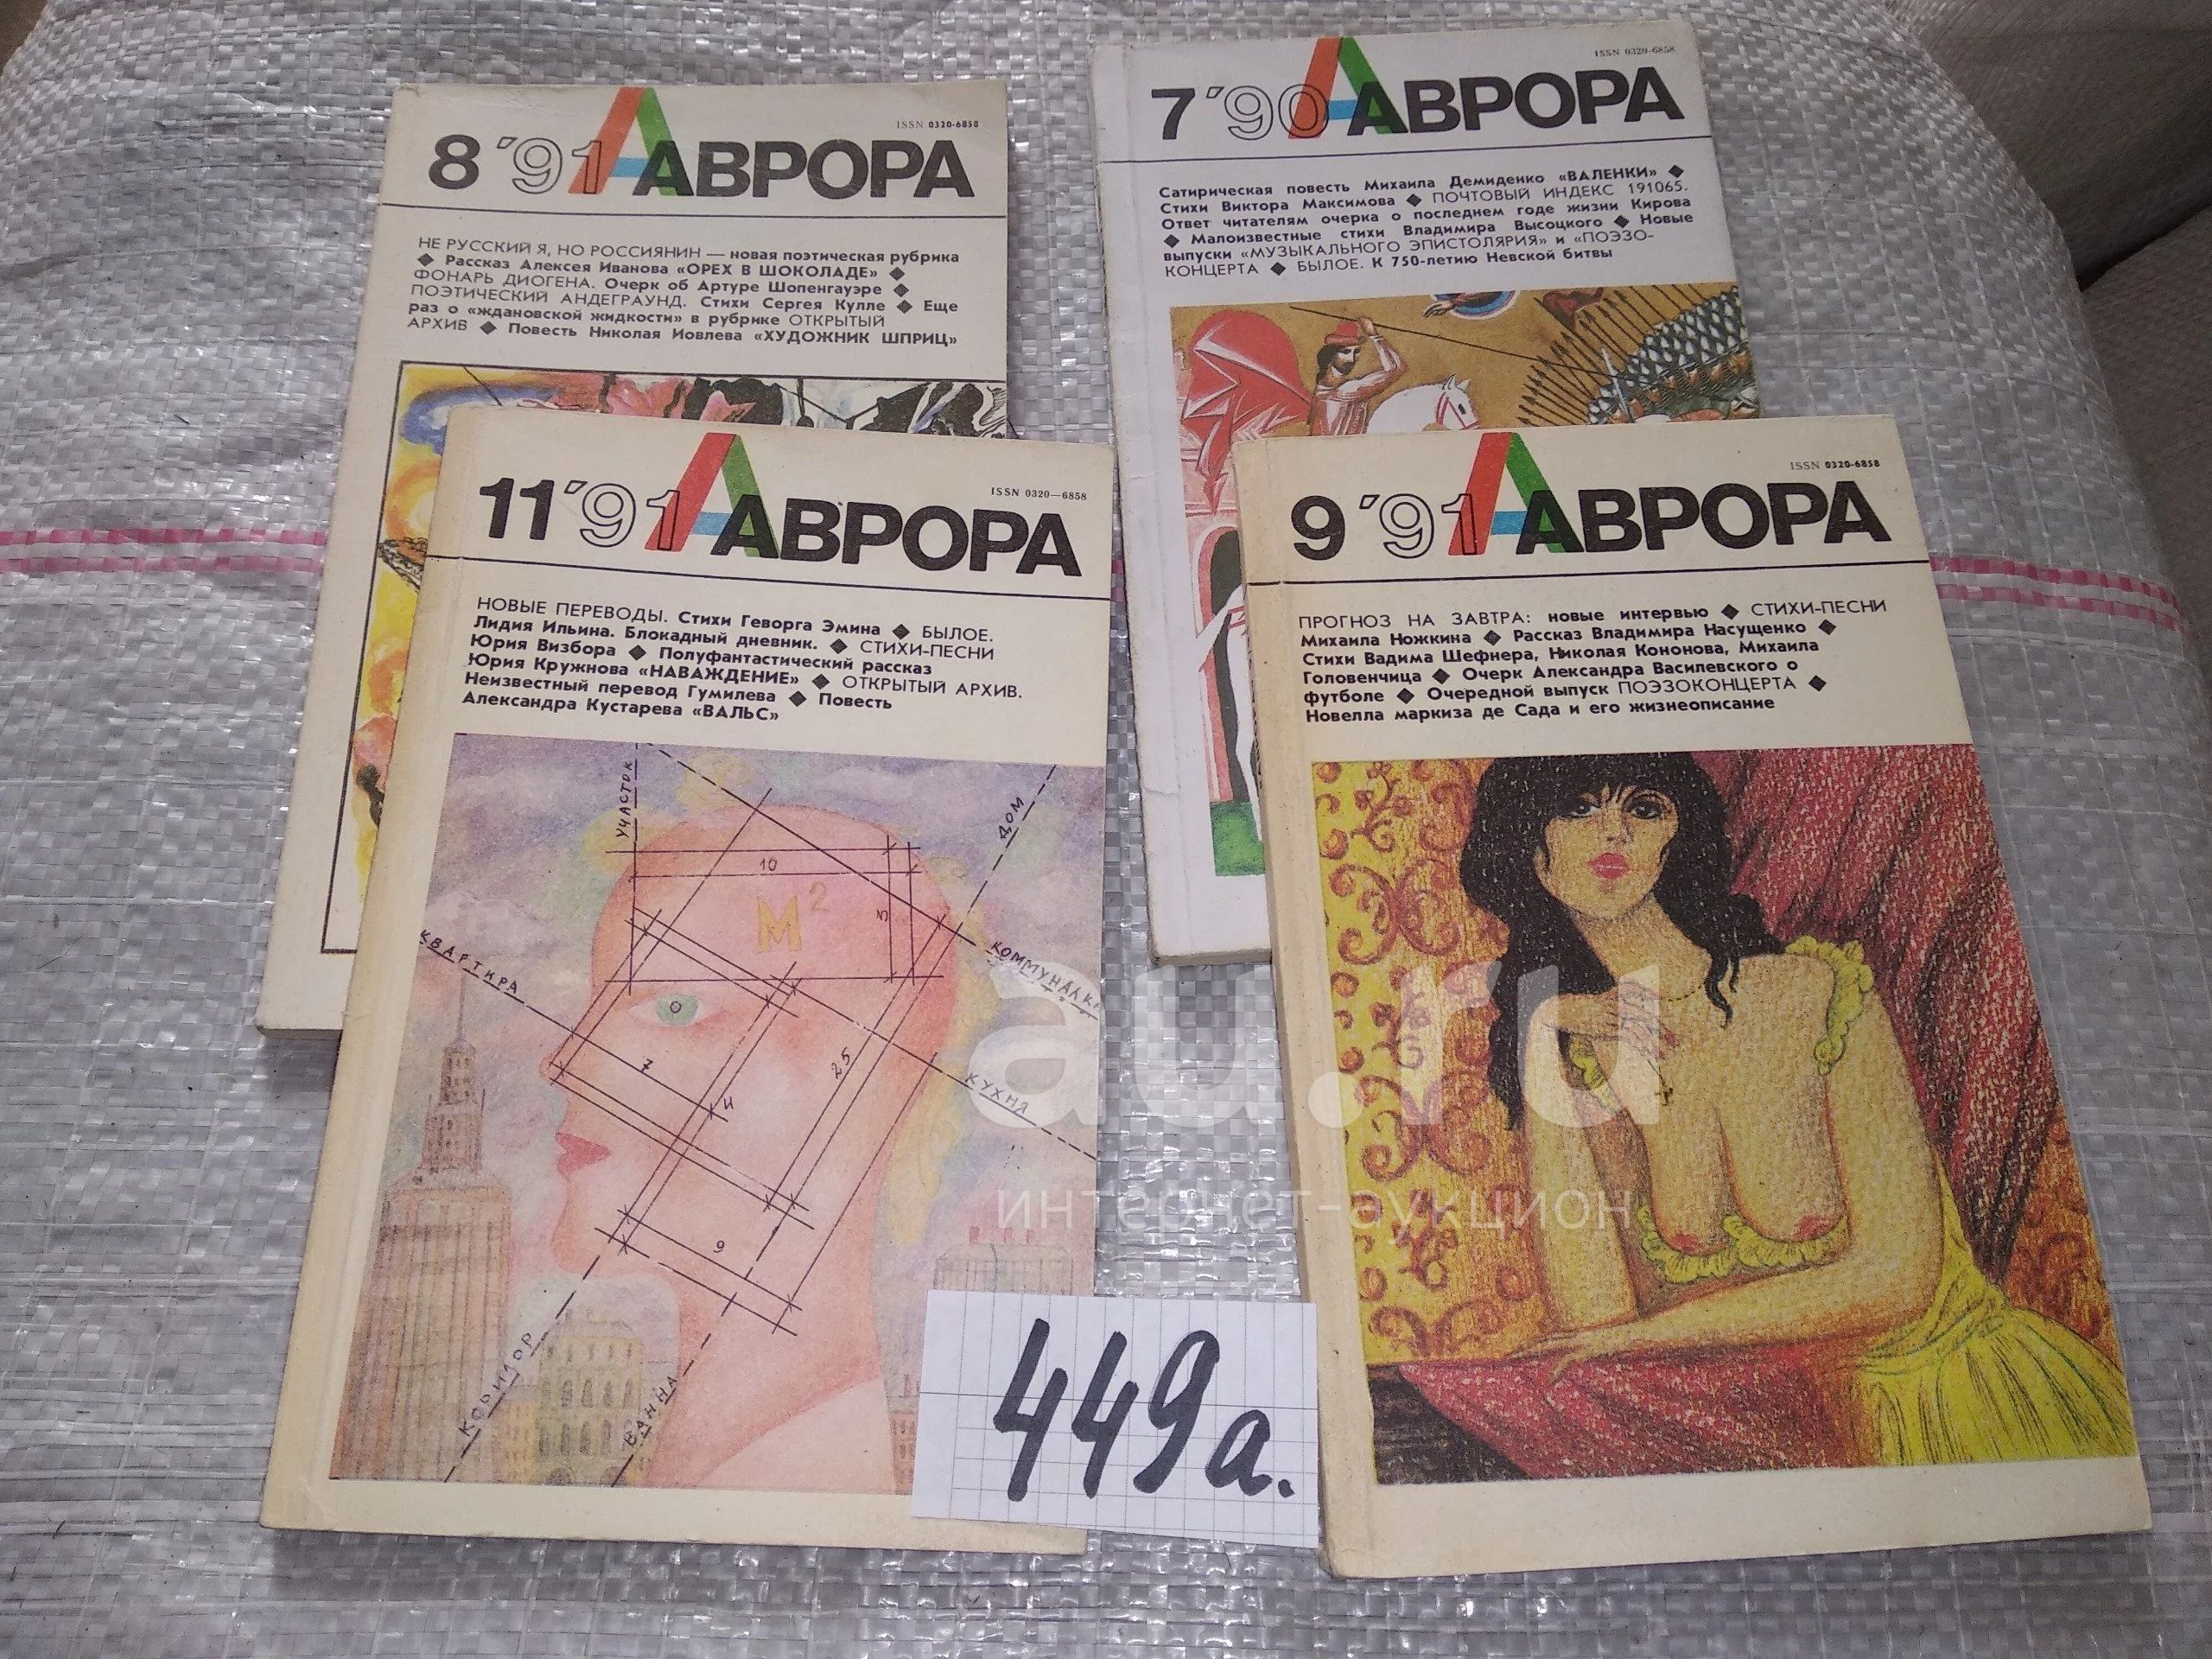 8 '91 АВРОРА
ISSN 0320-6858
НЕ РУССКИЙ Я, НО РОССИЯНИН — новая поэтическая рубрика
◆ Рассказ Алексея Иванова «ОРЕХ В ШОКОЛАДЕ» ◆
ФОНАРЬ ДИОГЕНА. Очерк об Артуре Шопенгауэре ◆
ПОЭТИЧЕСКИЙ АНДЕГРАУНД. Стихи Сергея Кулле ◆ Еще
раз о «ждановской жидкости» в рубрике ОТКРЫТЫЙ
АРХИВ ◆ Повесть Николая Иовлева «ХУДОЖНИК ШПРИЦ»
7 '90 АВРОРА
ISSN 0320-6858
Сатирическая повесть Михаила Демиденко «ВАЛЕНКИ» ◆
Стихи Виктора Максимова ◆ ПОЧТОВЫЙ ИНДЕКС 191065.
Ответ читателям очерка о последнем годе жизни Кирова
◆ Малоизвестные стихи Владимира Высоцкого ◆ Новые
выпуски «МУЗЫКАЛЬНОГО ЭПИСТОЛЯРИЯ» и «ПОЭЗО-
КОНЦЕРТА ◆ БЫЛОЕ. К 750-летию Невской битвы
11 '91 АВРОРА
ISSN 0320—6858
НОВЫЕ ПЕРЕВОДЫ. Стихи Геворга Эмина ◆ БЫЛОЕ.
Лидия Ильина. Блокадный дневник. ◆ СТИХИ-ПЕСНИ
Юрия Визбора ◆ Полуфантастический рассказ
Юрия Кружнова «НАВАЖДЕНИЕ» ◆ ОТКРЫТЫЙ АРХИВ.
Неизвестный перевод Гумилева ◆ Повесть
Александра Кустарева «ВАЛЬС»
УЧАСТОК
ДОМ
10
М²
3
КВАРТИРА
КОММУНАЛК
7
4
25
КУХНЯ
9
КОРИДОР
ВАННА
9 '91 АВРОРА
ISSN 0320-6858
ПРОГНОЗ НА ЗАВТРА: новые интервью ◆ СТИХИ-ПЕСНИ
Михаила Ножкина ◆ Рассказ Владимира Насущенко ◆
Стихи Вадима Шефнера, Николая Кононова, Михаила
Головенчица ◆ Очерк Александра Василевского о
футболе ◆ Очередной выпуск ПОЭЗОКОНЦЕРТА ◆
Новелла маркиза де Сада и его жизнеописание
au.ru
интернет-аукцион
449а.